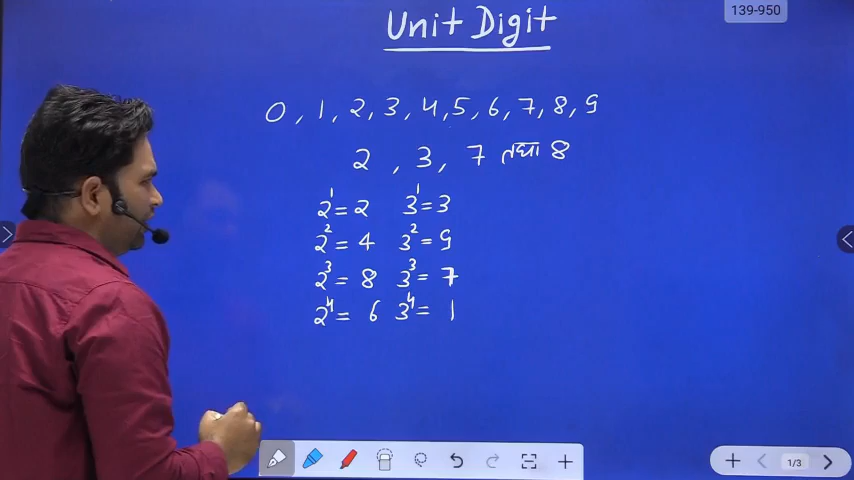 139-950
Unit Digit
0, 1, 2, 3, 4, 5, 6, 7, 8, 9
2, 3, 7 तथा 8
2¹ = 2 3¹ = 3
2² = 4 3² = 9
2³ = 8 3³ = 7
2⁴ = 6 3⁴ = 1
1/3